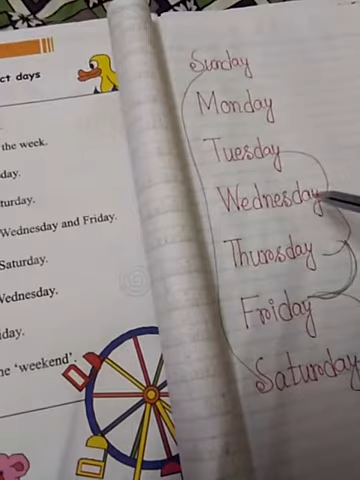 ct days
the week.
day.
turday.
Wednesday and Friday.
Saturday.
Wednesday.
iday.
he 'weekend'.
Sunday
Monday
Tuesday
Wednesday
Thursday
Friday
Saturday